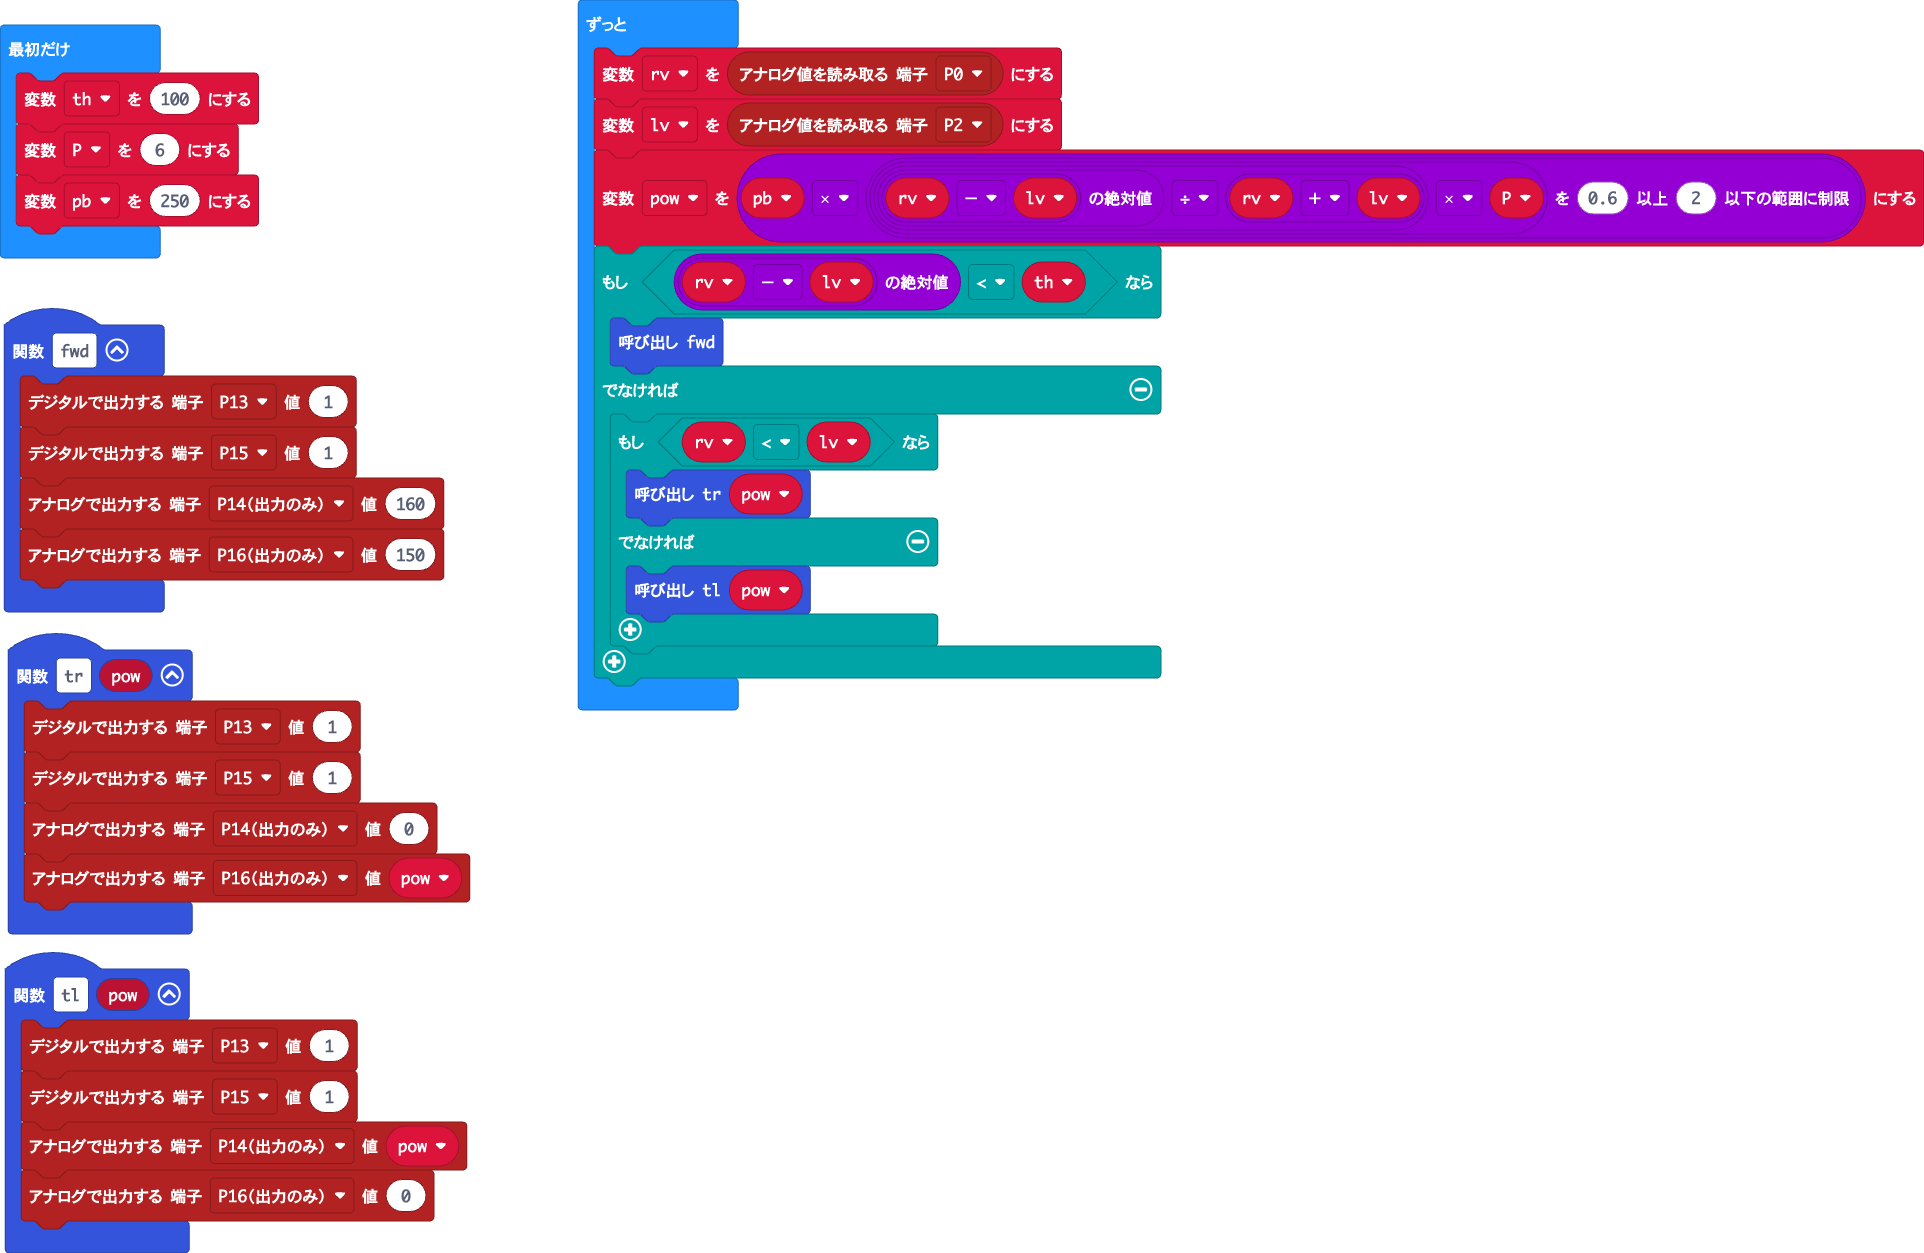 最初だけ
変数 th を 100 にする
変数 P を 6 にする
変数 pb を 250 にする
関数 fwd
デジタルで出力する 端子 P13 値 1
デジタルで出力する 端子 P15 値 1
アナログで出力する 端子 P14(出力のみ) 値 160
アナログで出力する 端子 P16(出力のみ) 値 150
関数 tr pow
デジタルで出力する 端子 P13 値 1
デジタルで出力する 端子 P15 値 1
アナログで出力する 端子 P14(出力のみ) 値 0
アナログで出力する 端子 P16(出力のみ) 値 pow
関数 tl pow
デジタルで出力する 端子 P13 値 1
デジタルで出力する 端子 P15 値 1
アナログで出力する 端子 P14(出力のみ) 値 pow
アナログで出力する 端子 P16(出力のみ) 値 0
ずっと
変数 rv を アナログ値を読み取る 端子 P0 にする
変数 lv を アナログ値を読み取る 端子 P2 にする
変数 pow を pb × rv - lv の絶対値 ÷ rv + lv × P を 0.6 以上 2 以下の範囲に制限 にする
もし rv - lv の絶対値 < th なら
呼び出し fwd
でなければ
もし rv < lv なら
呼び出し tr pow
でなければ
呼び出し tl pow